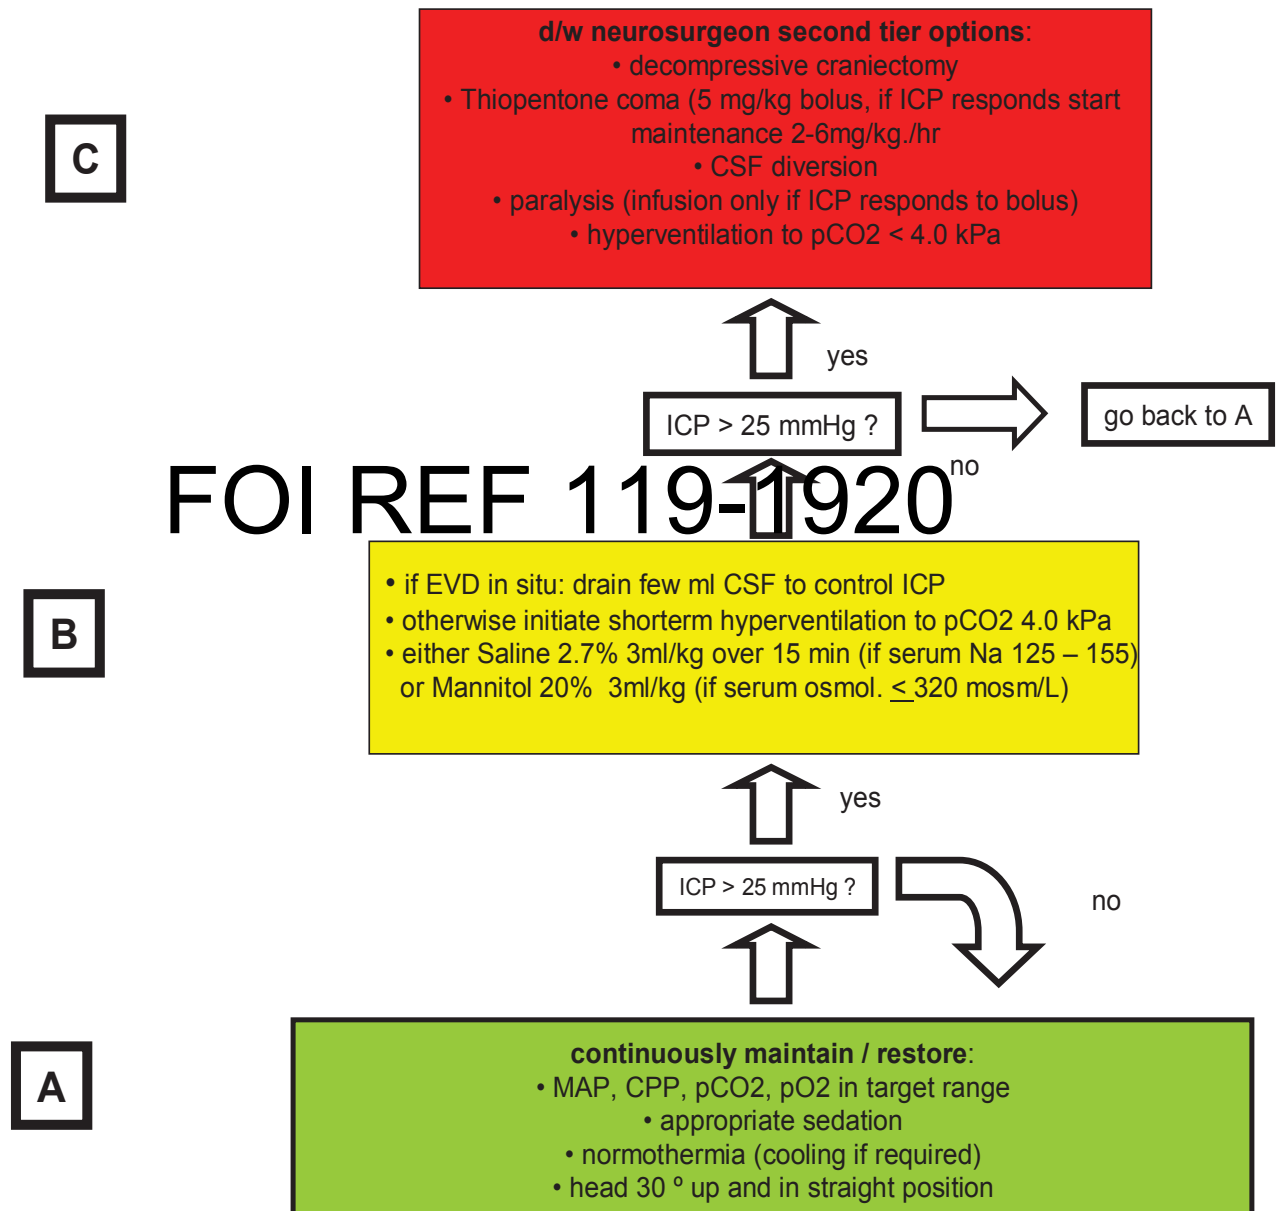 d/w neurosurgeon second tier options:
• decompressive craniectomy
• Thiopentone coma (5 mg/kg bolus, if ICP responds start
maintenance 2-6mg/kg./hr
• CSF diversion
• paralysis (infusion only if ICP responds to bolus)
• hyperventilation to pCO2 < 4.0 kPa
C
yes
ICP > 25 mmHg ?
go back to A
no
FOI REF 119-1920
• if EVD in situ: drain few ml CSF to control ICP
• otherwise initiate shorterm hyperventilation to pCO2 4.0 kPa
• either Saline 2.7% 3ml/kg over 15 min (if serum Na 125 – 155)
or Mannitol 20%  3ml/kg (if serum osmol. < 320 mosm/L)
B
yes
ICP > 25 mmHg ?
no
continuously maintain / restore:
• MAP, CPP, pCO2, pO2 in target range
• appropriate sedation
• normothermia (cooling if required)
• head 30 º up and in straight position
A